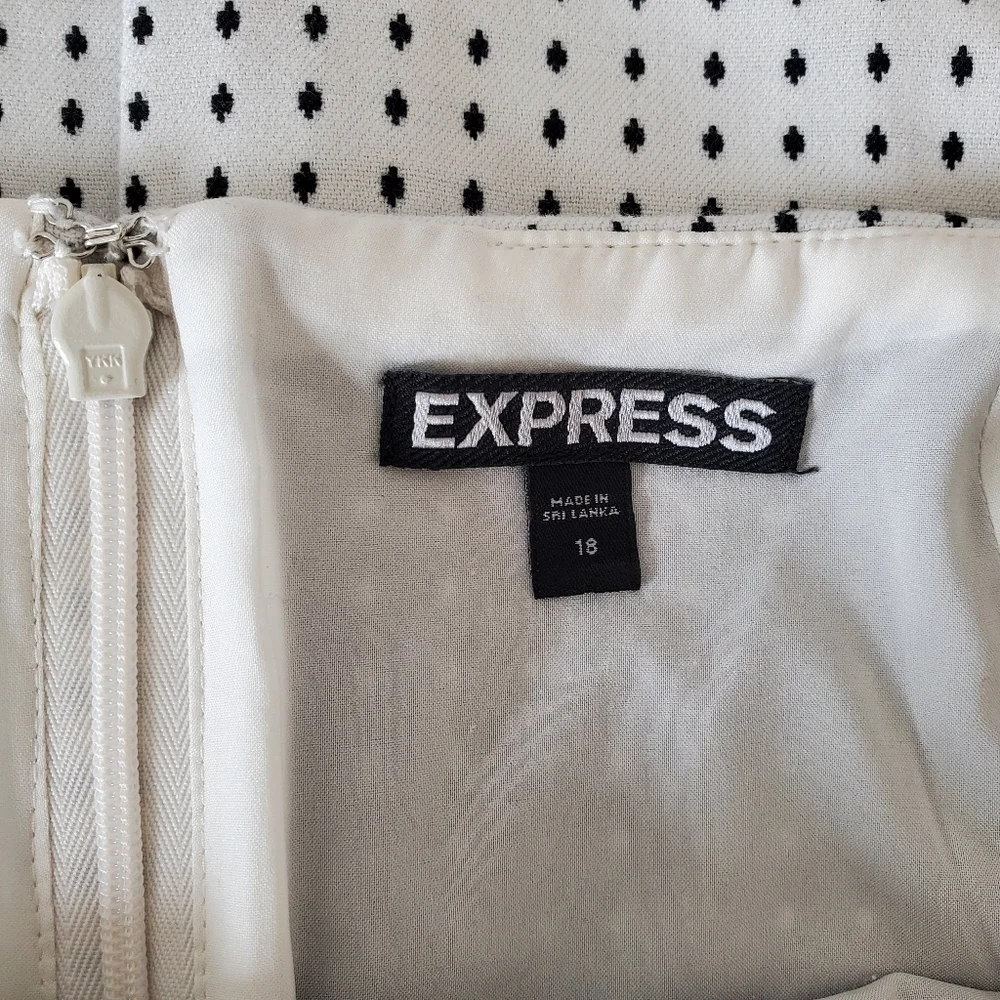 YKK
EXPRESS
MADE IN
SRI LANKA
18